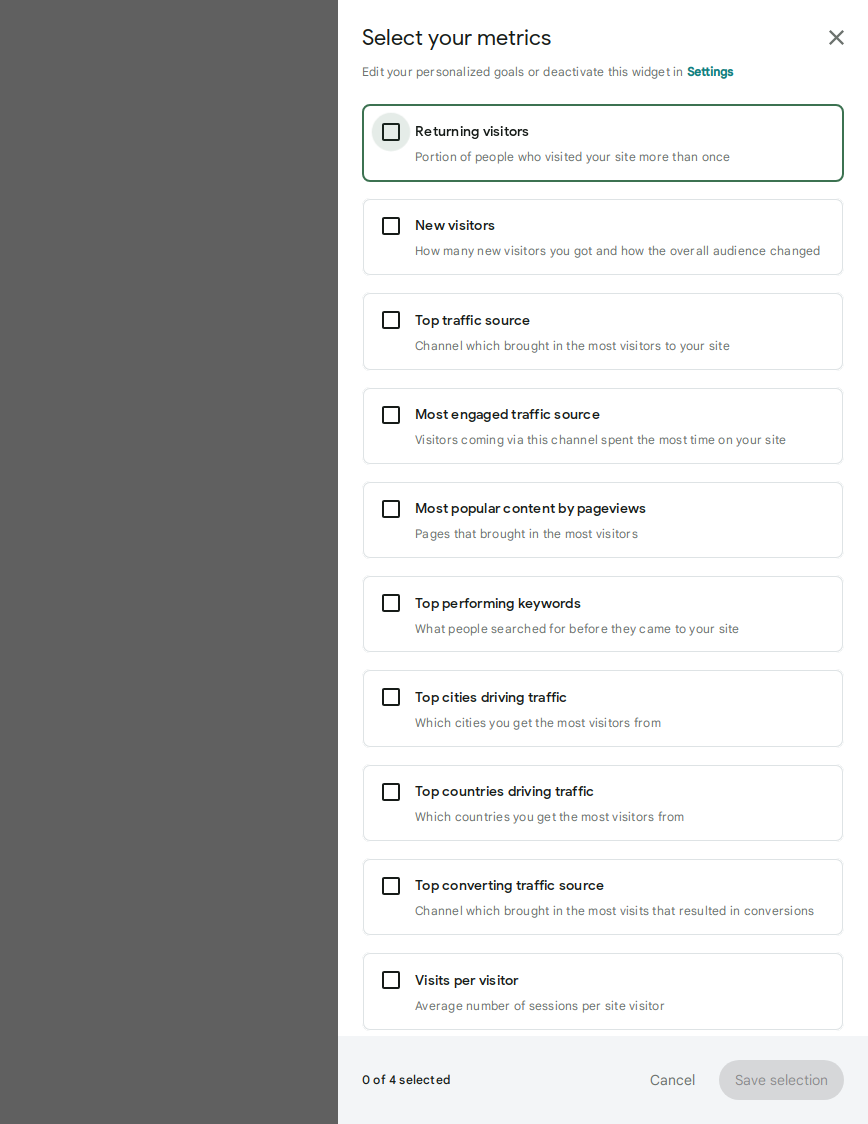 Select your metrics
Edit your personalized goals or deactivate this widget in Settings
Returning visitors
Portion of people who visited your site more than once
New visitors
How many new visitors you got and how the overall audience changed
Top traffic source
Channel which brought in the most visitors to your site
Most engaged traffic source
Visitors coming via this channel spent the most time on your site
Most popular content by pageviews
Pages that brought in the most visitors
Top performing keywords
What people searched for before they came to your site
Top cities driving traffic
Which cities you get the most visitors from
Top countries driving traffic
Which countries you get the most visitors from
Top converting traffic source
Channel which brought in the most visits that resulted in conversions
Visits per visitor
Average number of sessions per site visitor
0 of 4 selected
Cancel
Save selection